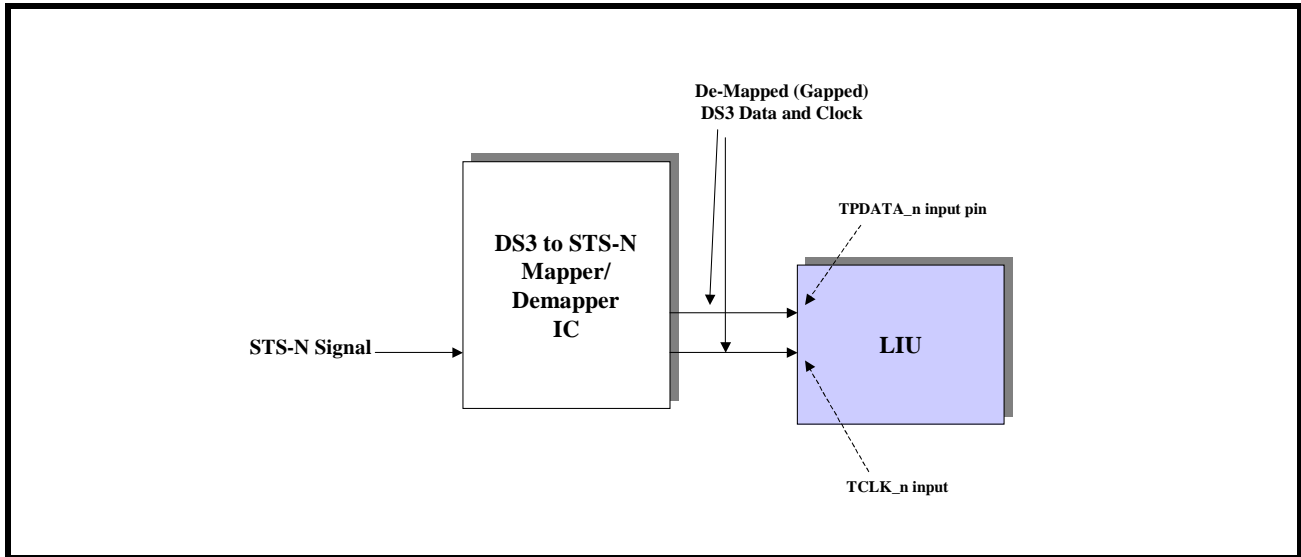 De-Mapped (Gapped)
DS3 Data and Clock
TPDATA_n input pin
DS3 to STS-N
Mapper/
Demapper
IC
STS-N Signal
LIU
TCLK_n input